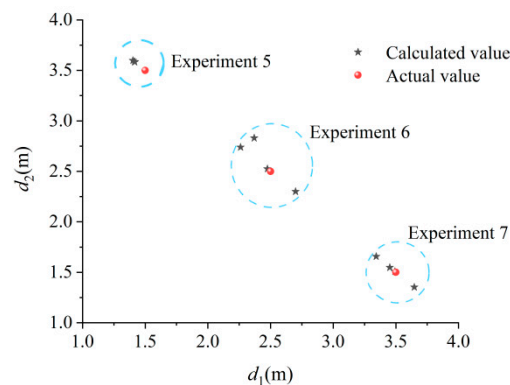 4.0
3.5
3.0
2.5
2.0
1.5
1.0
d₂(m)
Experiment 5
Calculated value
Actual value
Experiment 6
Experiment 7
1.0 1.5 2.0 2.5 3.0 3.5 4.0
d₁(m)